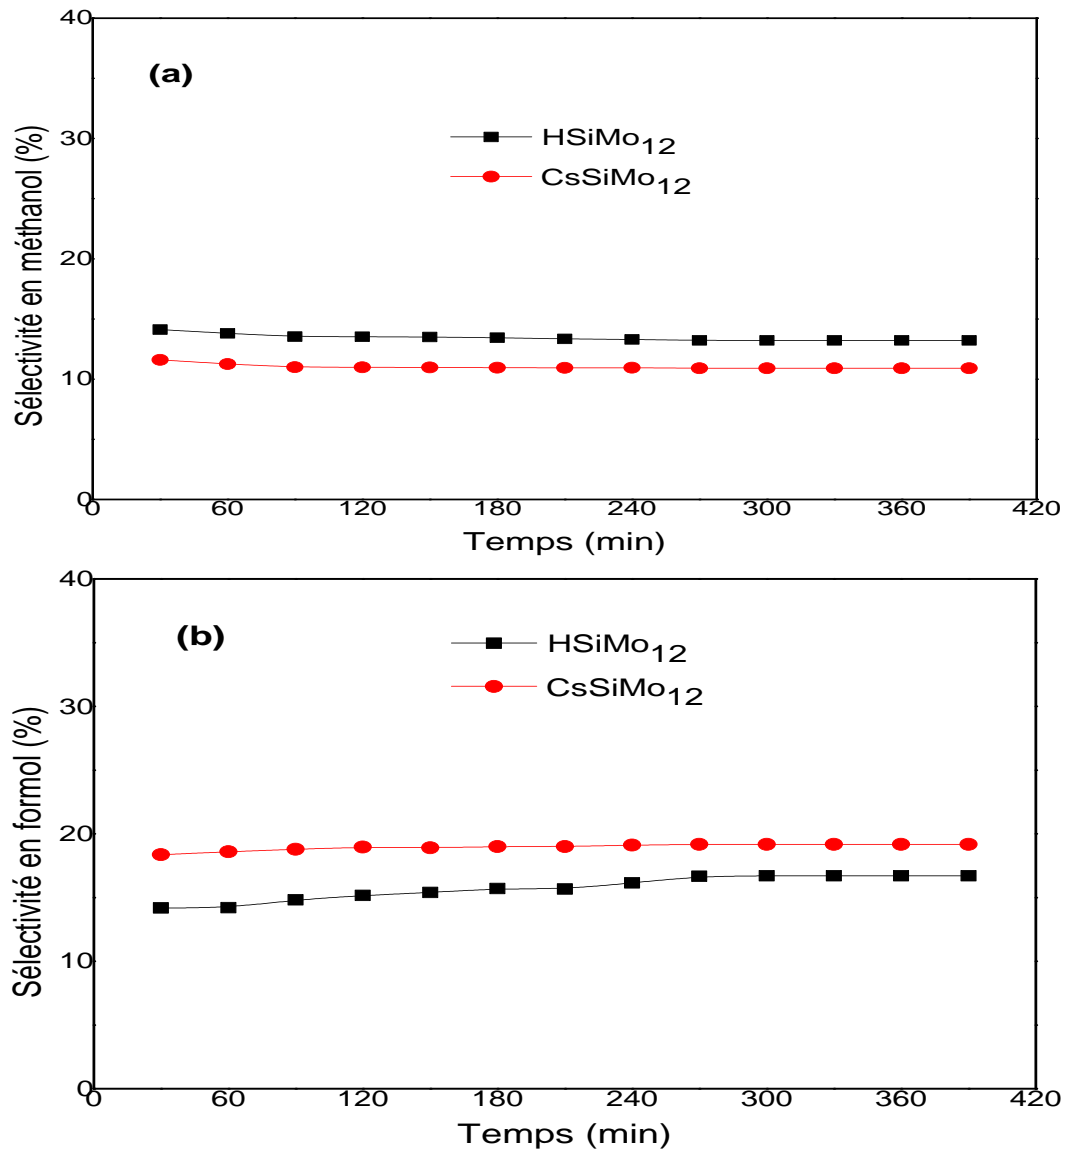 40
(a)
30
HSiMo12
CsSiMo12
20
10
0
Sélectivité en méthanol (%)
0 60 120 180 240 300 360 420
Temps (min)
40
(b)
HSiMo12
CsSiMo12
30
20
10
0
Sélectivité en formol (%)
0 60 120 180 240 300 360 420
Temps (min)